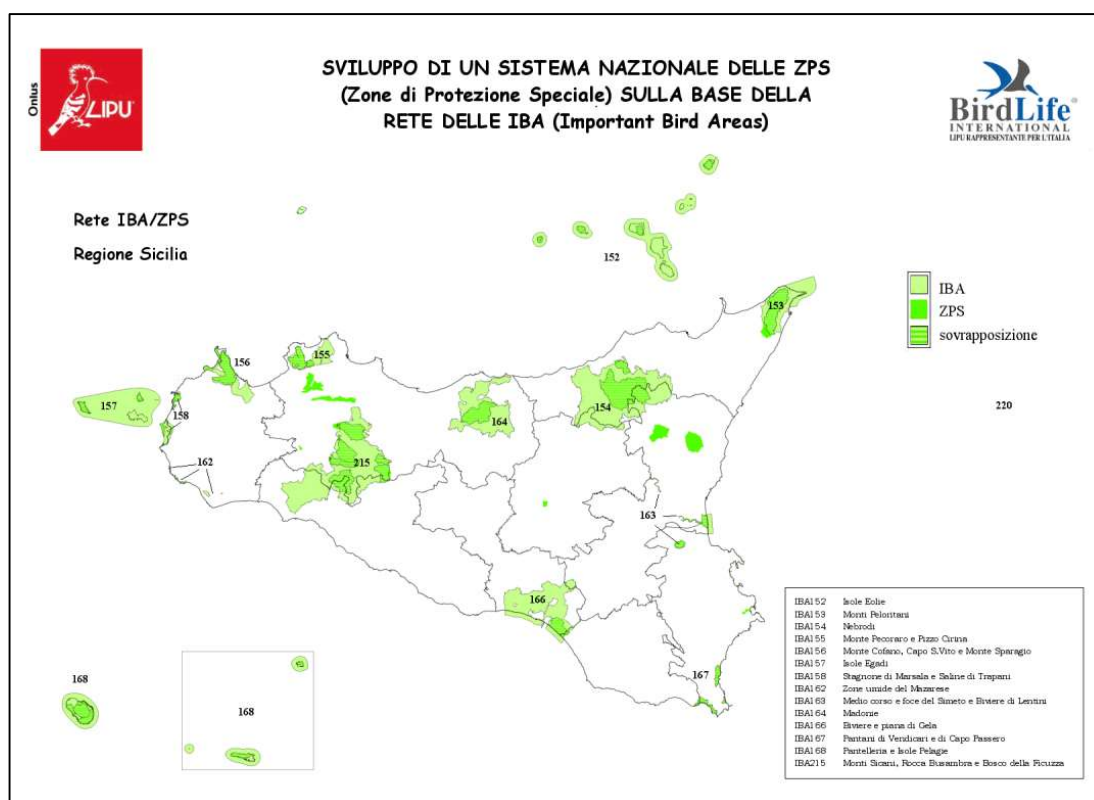 Onlus
LIPU
SVILUPPO DI UN SISTEMA NAZIONALE DELLE ZPS
(Zone di Protezione Speciale) SULLA BASE DELLA
RETE DELLE IBA (Important Bird Areas)
BirdLife®
INTERNATIONAL
LIPU RAPPRESENTANTE PER L'ITALIA
Rete IBA/ZPS
Regione Sicilia
152
IBA
ZPS
sovrapposizione
153
155
156
157
158
154
164
220
162
215
163
166
167
168
168
IBA152 Isole Eolie
IBA153 Monti Peloritani
IBA154 Nebrodi
IBA155 Monte Pecoraro e Pizzo Cirina
IBA156 Monte Cofano, Capo S.Vito e Monte Sparagio
IBA157 Isole Egadi
IBA158 Stagnone di Marsala e Saline di Trapani
IBA162 Zone umide del Mazarese
IBA163 Medio corso e foce del Simeto e Biviere di Lentini
IBA164 Madonie
IBA166 Biviere e piana di Gela
IBA167 Pantani di Vendicari e di Capo Passero
IBA168 Pantelleria e Isole Pelagie
IBA215 Monti Sicani, Rocca Busambra e Bosco della Ficuzza